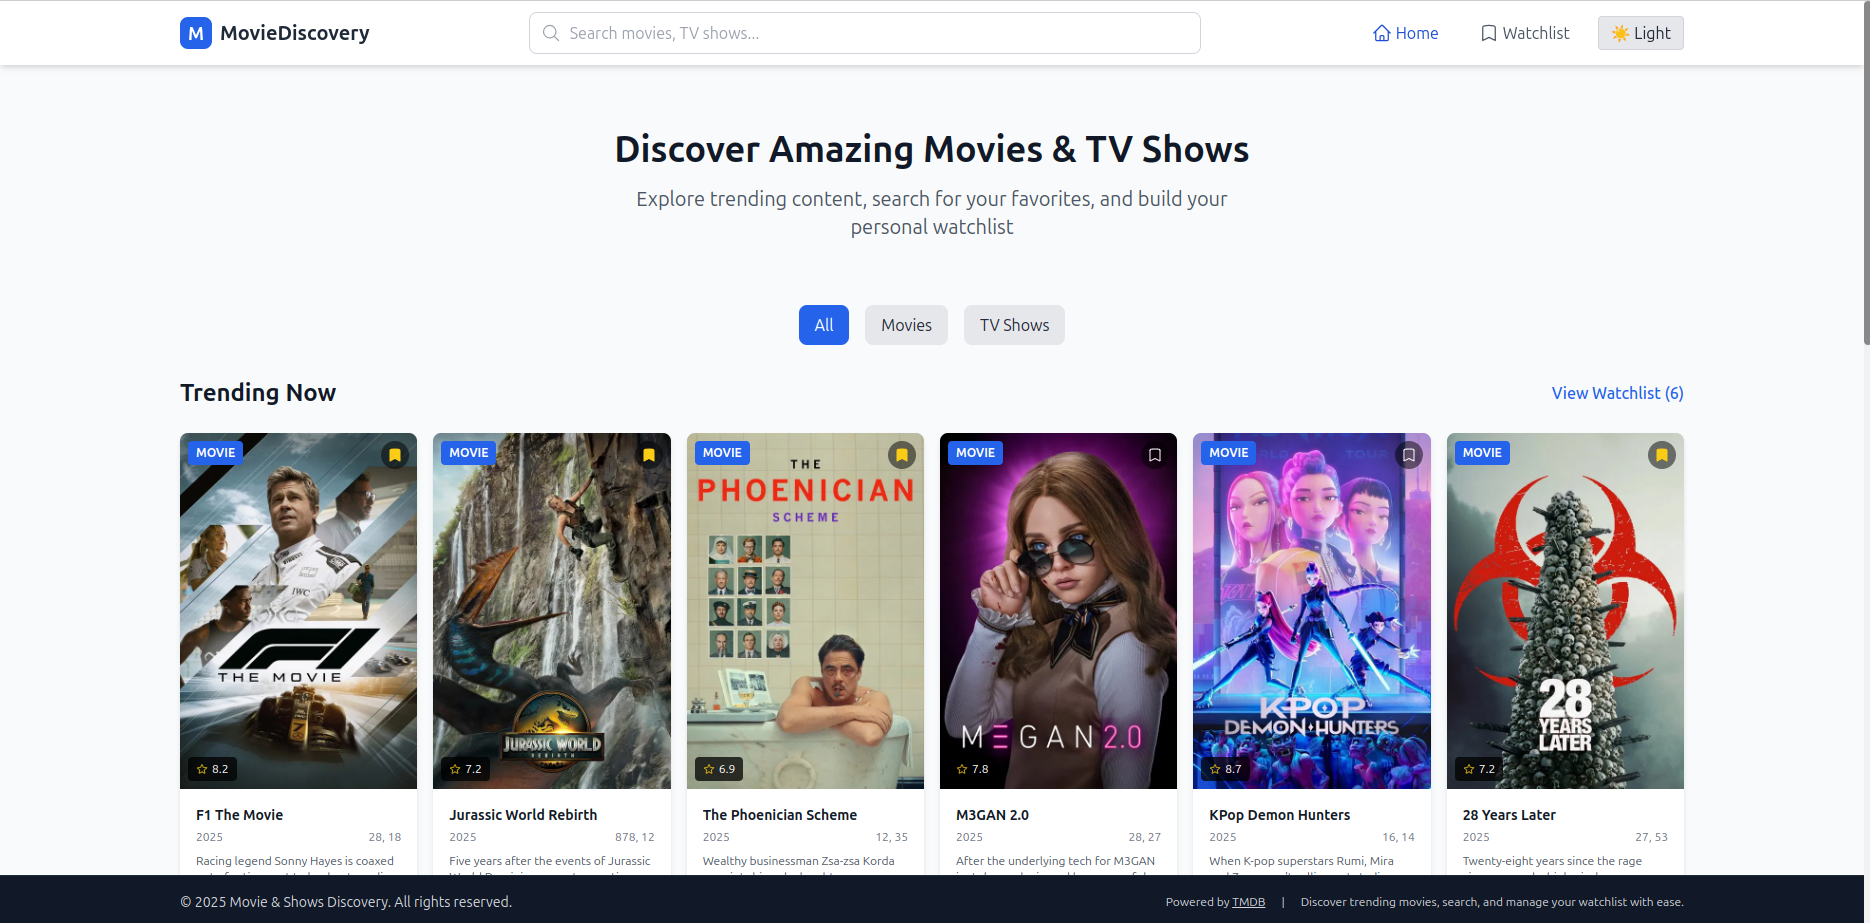 M MovieDiscovery
Search movies, TV shows...
Home
Watchlist
☀️ Light
Discover Amazing Movies & TV Shows
Explore trending content, search for your favorites, and build your
personal watchlist
All
Movies
TV Shows
Trending Now
View Watchlist (6)
MOVIE
IWC
F1
THE MOVIE
8.2
F1 The Movie
2025
28, 18
Racing legend Sonny Hayes is coaxed
MOVIE
JURASSIC WORLD
REBIRTH
7.2
Jurassic World Rebirth
2025
878, 12
Five years after the events of Jurassic
MOVIE
THE
PHOENICIAN
SCHEME
6.9
The Phoenician Scheme
2025
12, 35
Wealthy businessman Zsa-zsa Korda
MOVIE
M3GAN 2.0
7.8
M3GAN 2.0
2025
28, 27
After the underlying tech for M3GAN
MOVIE
TOUR
KPOP
DEMON HUNTERS
8.7
KPop Demon Hunters
2025
16, 14
When K-pop superstars Rumi, Mira
MOVIE
28
YEARS
LATER
7.2
28 Years Later
2025
27, 53
Twenty-eight years since the rage
© 2025 Movie & Shows Discovery. All rights reserved.
Powered by TMDB | Discover trending movies, search, and manage your watchlist with ease.